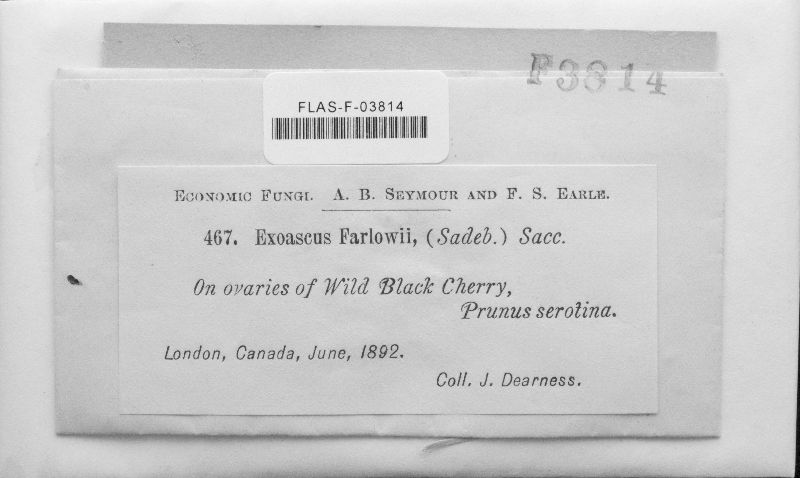 F3814
FLAS-F-03814
Economic Fungi. A. B. Seymour and F. S. Earle.
467. Exoascus Farlowii, (Sadeb.) Sacc.
On ovaries of Wild Black Cherry,
Prunus serotina.
London, Canada, June, 1892.
Coll. J. Dearness.